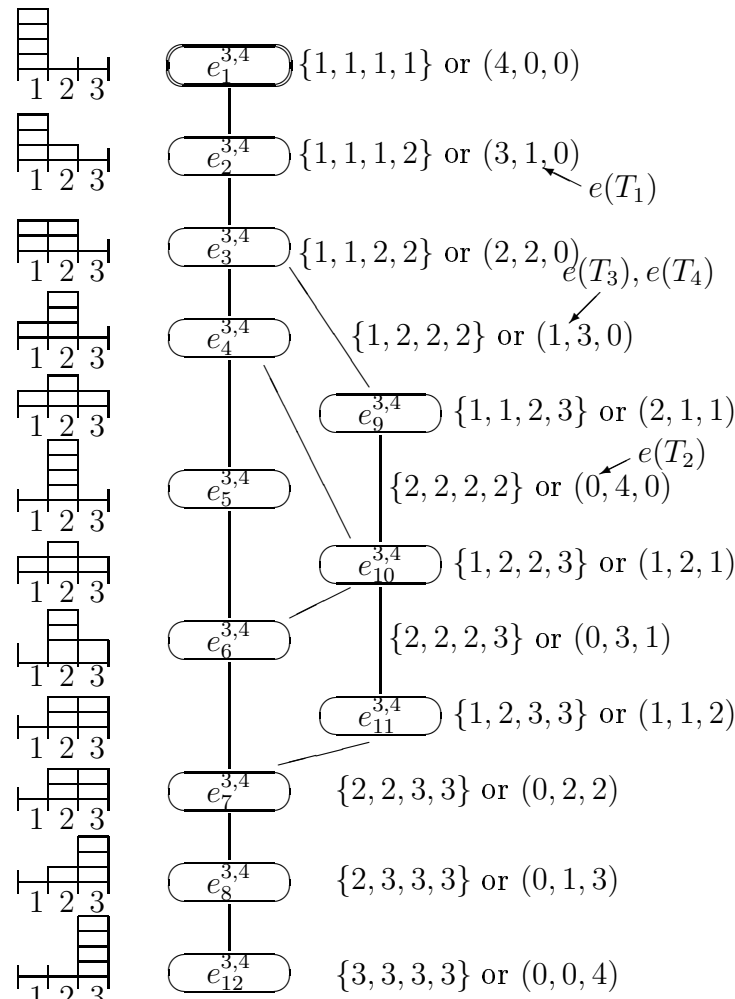 1 2 3
e_1^{3,4} {1, 1, 1, 1} or (4, 0, 0)
1 2 3
e_2^{3,4} {1, 1, 1, 2} or (3, 1, 0)
e(T_1)
1 2 3
e_3^{3,4} {1, 1, 2, 2} or (2, 2, 0)
e(T_3), e(T_4)
1 2 3
e_4^{3,4} {1, 2, 2, 2} or (1, 3, 0)
1 2 3
e_9^{3,4} {1, 1, 2, 3} or (2, 1, 1)
e(T_2)
1 2 3
e_5^{3,4} {2, 2, 2, 2} or (0, 4, 0)
1 2 3
e_{10}^{3,4} {1, 2, 2, 3} or (1, 2, 1)
1 2 3
e_6^{3,4} {2, 2, 2, 3} or (0, 3, 1)
1 2 3
e_{11}^{3,4} {1, 2, 3, 3} or (1, 1, 2)
1 2 3
e_7^{3,4} {2, 2, 3, 3} or (0, 2, 2)
1 2 3
e_8^{3,4} {2, 3, 3, 3} or (0, 1, 3)
1 2 3
e_{12}^{3,4} {3, 3, 3, 3} or (0, 0, 4)